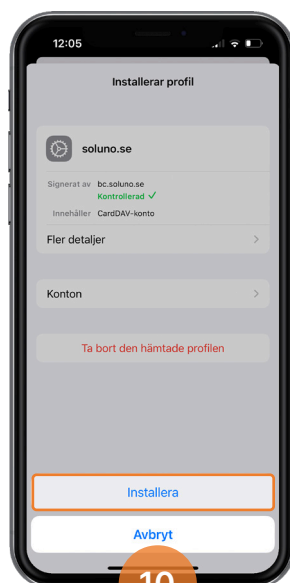 12:05
Installerar profil
soluno.se
Signerat av bc.soluno.se
Kontrollerad ✓
Innehåller CardDAV-konto
Fler detaljer
Konton
Ta bort den hämtade profilen
Installera
Avbryt
10